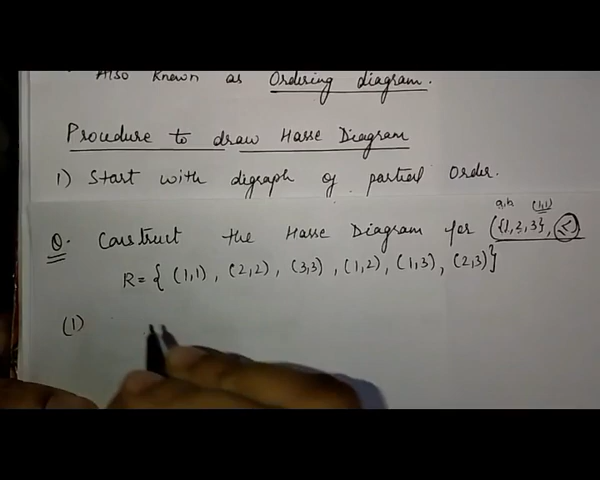 Also known as Ordering diagram.
Procedure to draw Hasse Diagram
1) Start with digraph of partial Order.
(1,1)
Q. Construct the Hasse Diagram for ({1,2,3}, ≤)
R = { (1,1), (2,2), (3,3), (1,2), (1,3), (2,3)}
(1)